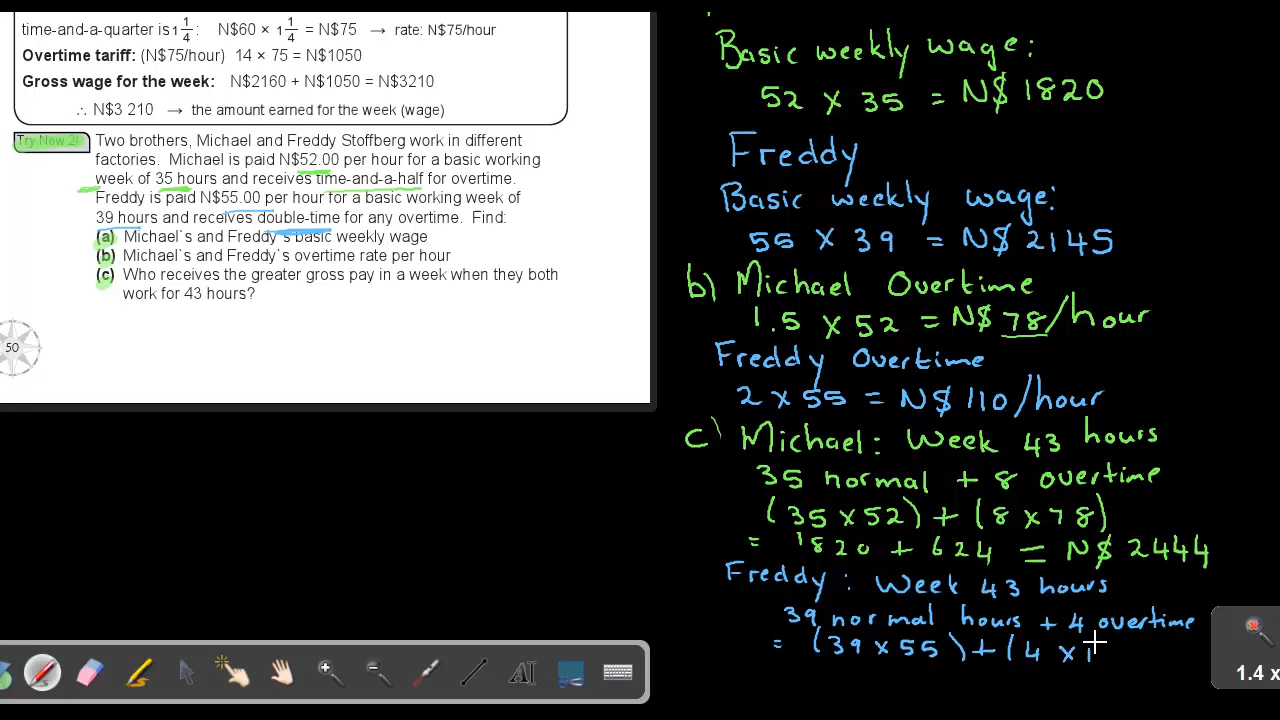 time-and-a-quarter is 1 1/4 : N$60 × 1 1/4 = N$75 → rate: N$75/hour
Overtime tariff: (N$75/hour) 14 × 75 = N$1050
Gross wage for the week: N$2160 + N$1050 = N$3210
∴ N$3 210 → the amount earned for the week (wage)
Try Now 2!
Two brothers, Michael and Freddy Stoffberg work in different
factories. Michael is paid N$52.00 per hour for a basic working
week of 35 hours and receives time-and-a-half for overtime.
Freddy is paid N$55.00 per hour for a basic working week of
39 hours and receives double-time for any overtime. Find:
(a) Michael`s and Freddy`s basic weekly wage
(b) Michael`s and Freddy`s overtime rate per hour
(c) Who receives the greater gross pay in a week when they both
work for 43 hours?
50
Basic weekly wage:
52 x 35 = N$ 1820
Freddy
Basic weekly wage:
55 x 39 = N$ 2145
b) Michael Overtime
1.5 x 52 = N$ 78/hour
Freddy Overtime
2 x 55 = N$ 110/hour
c) Michael: Week 43 hours
35 normal + 8 overtime
(35 x 52) + (8 x 78)
= 1820 + 624 = N$ 2444
Freddy: Week 43 hours
39 normal hours + 4 overtime
= (39 x 55) + (4 x 1
AI
1.4 x